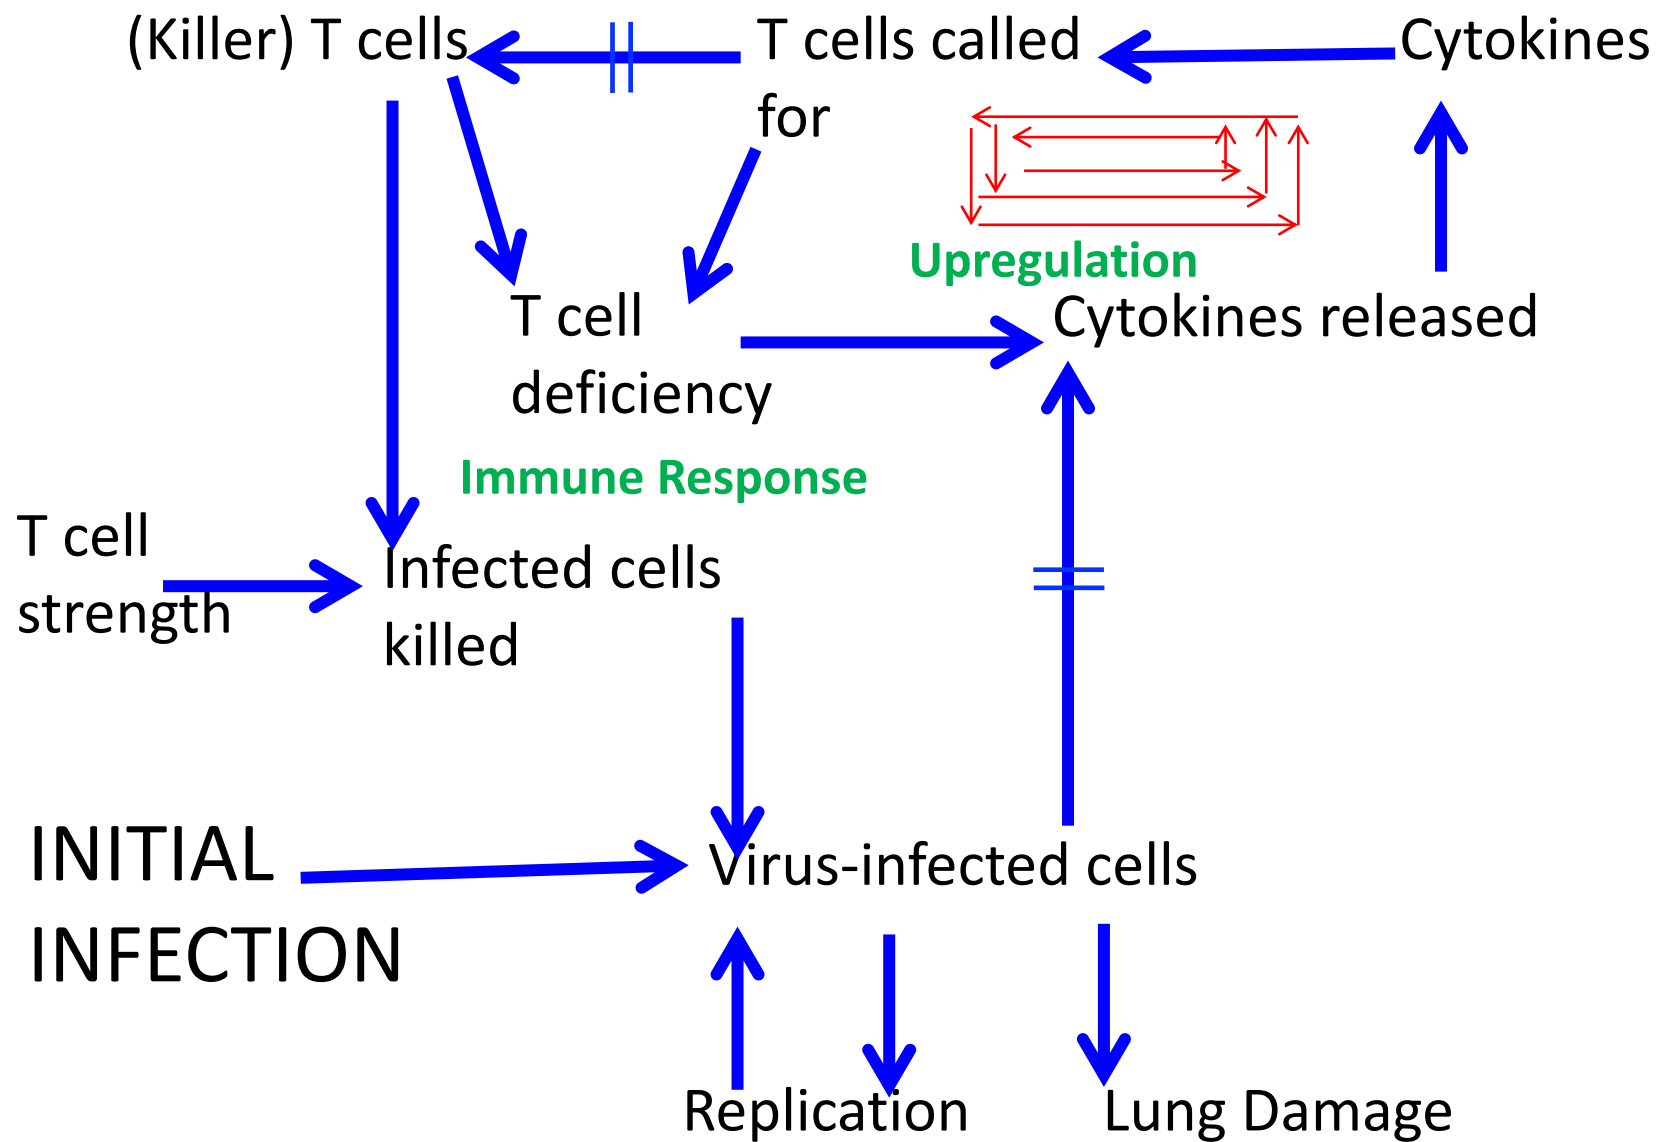 (Killer) T cells
T cells called
for
Cytokines
Upregulation
T cell
deficiency
Cytokines released
Immune Response
T cell
strength
Infected cells
killed
INITIAL
INFECTION
Virus-infected cells
Replication
Lung Damage